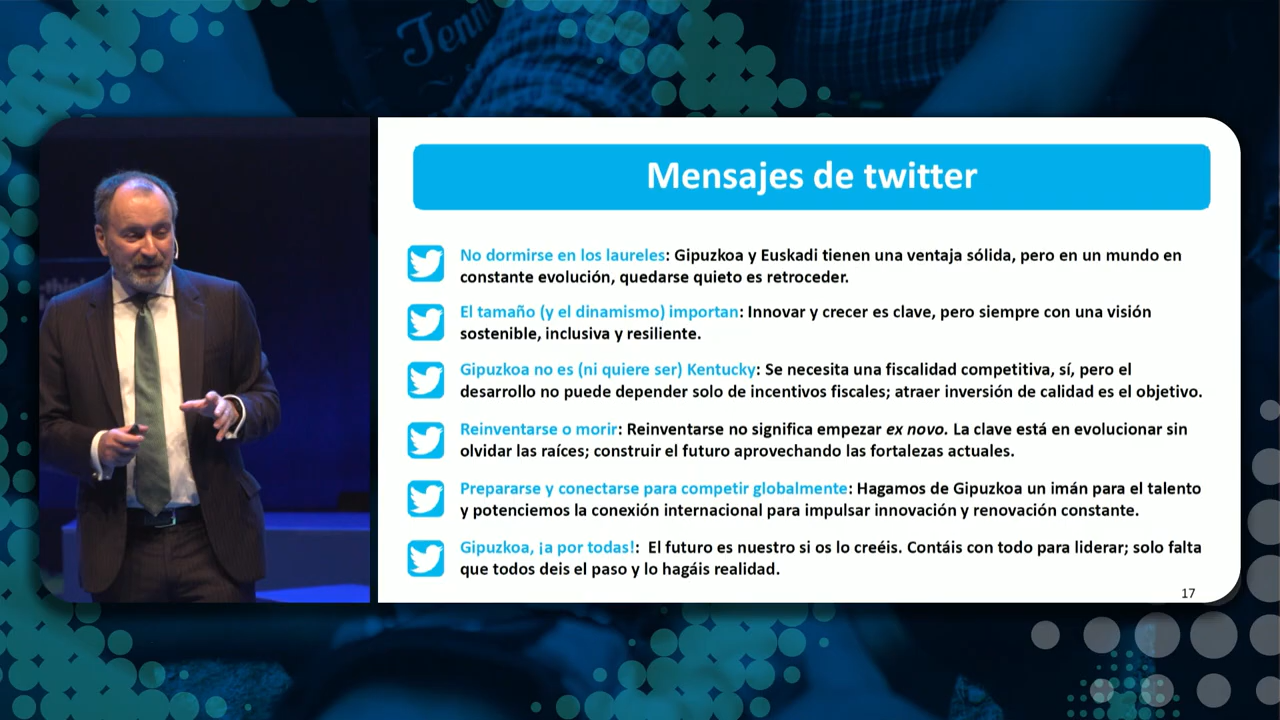 Tenn
Mensajes de twitter
No dormirse en los laureles: Gipuzkoa y Euskadi tienen una ventaja sólida, pero en un mundo en
constante evolución, quedarse quieto es retroceder.
El tamaño (y el dinamismo) importan: Innovar y crecer es clave, pero siempre con una visión
sostenible, inclusiva y resiliente.
Gipuzkoa no es (ni quiere ser) Kentucky: Se necesita una fiscalidad competitiva, sí, pero el
desarrollo no puede depender solo de incentivos fiscales; atraer inversión de calidad es el objetivo.
Reinventarse o morir: Reinventarse no significa empezar ex novo. La clave está en evolucionar sin
olvidar las raíces; construir el futuro aprovechando las fortalezas actuales.
Prepararse y conectarse para competir globalmente: Hagamos de Gipuzkoa un imán para el talento
y potenciemos la conexión internacional para impulsar innovación y renovación constante.
Gipuzkoa, ¡a por todas!: El futuro es nuestro si os lo creéis. Contáis con todo para liderar; solo falta
que todos deis el paso y lo hagáis realidad.
17